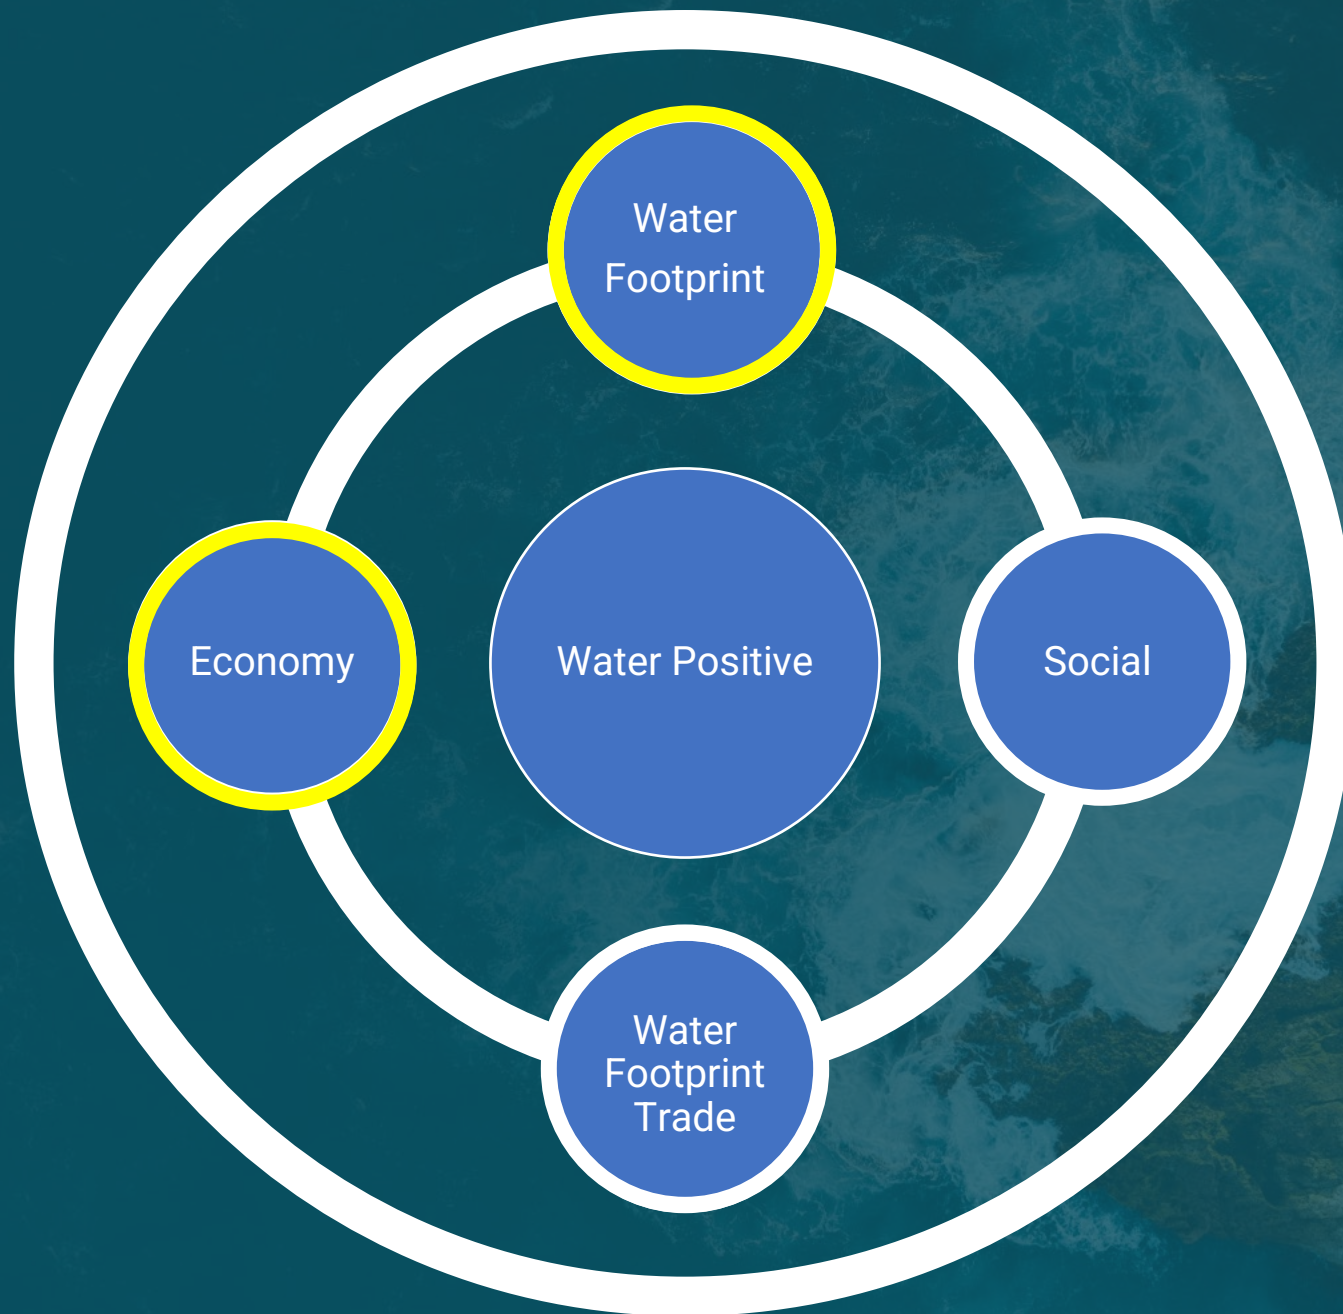 Water
Footprint
Economy
Water Positive
Social
Water
Footprint
Trade